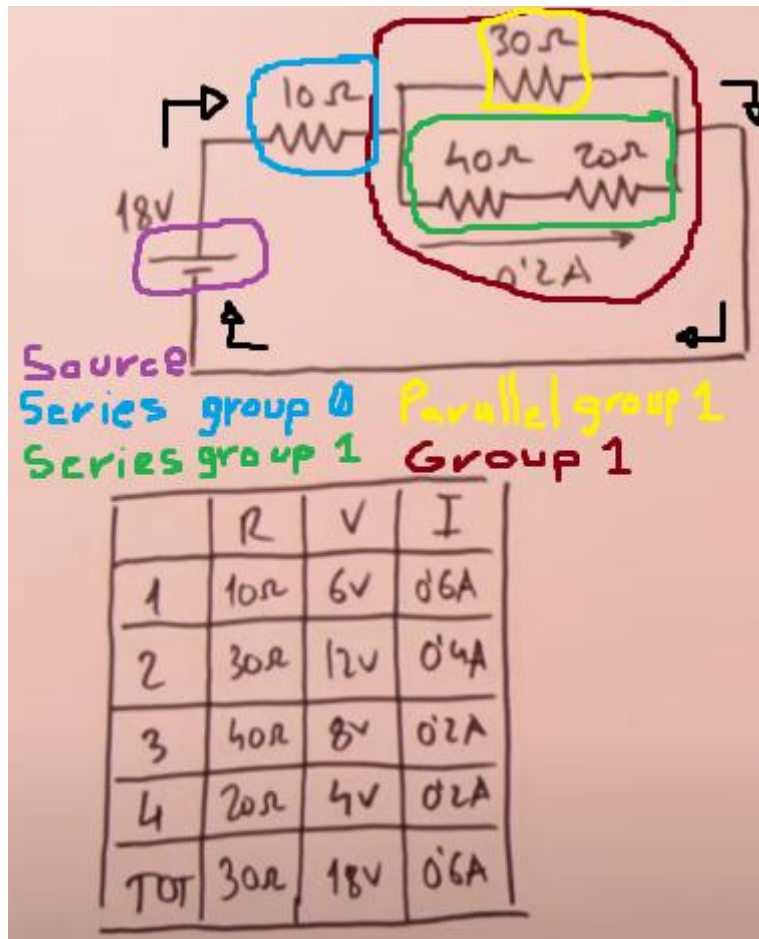 30Ω
10Ω
40Ω 20Ω
18V
0'2A
Source
Series group 0 Parallel group 1
Series group 1 Group 1
R V I
1 10Ω 6V 0'6A
2 30Ω 12V 0'4A
3 40Ω 8V 0'2A
4 20Ω 4V 0'2A
TOT 30Ω 18V 0'6A